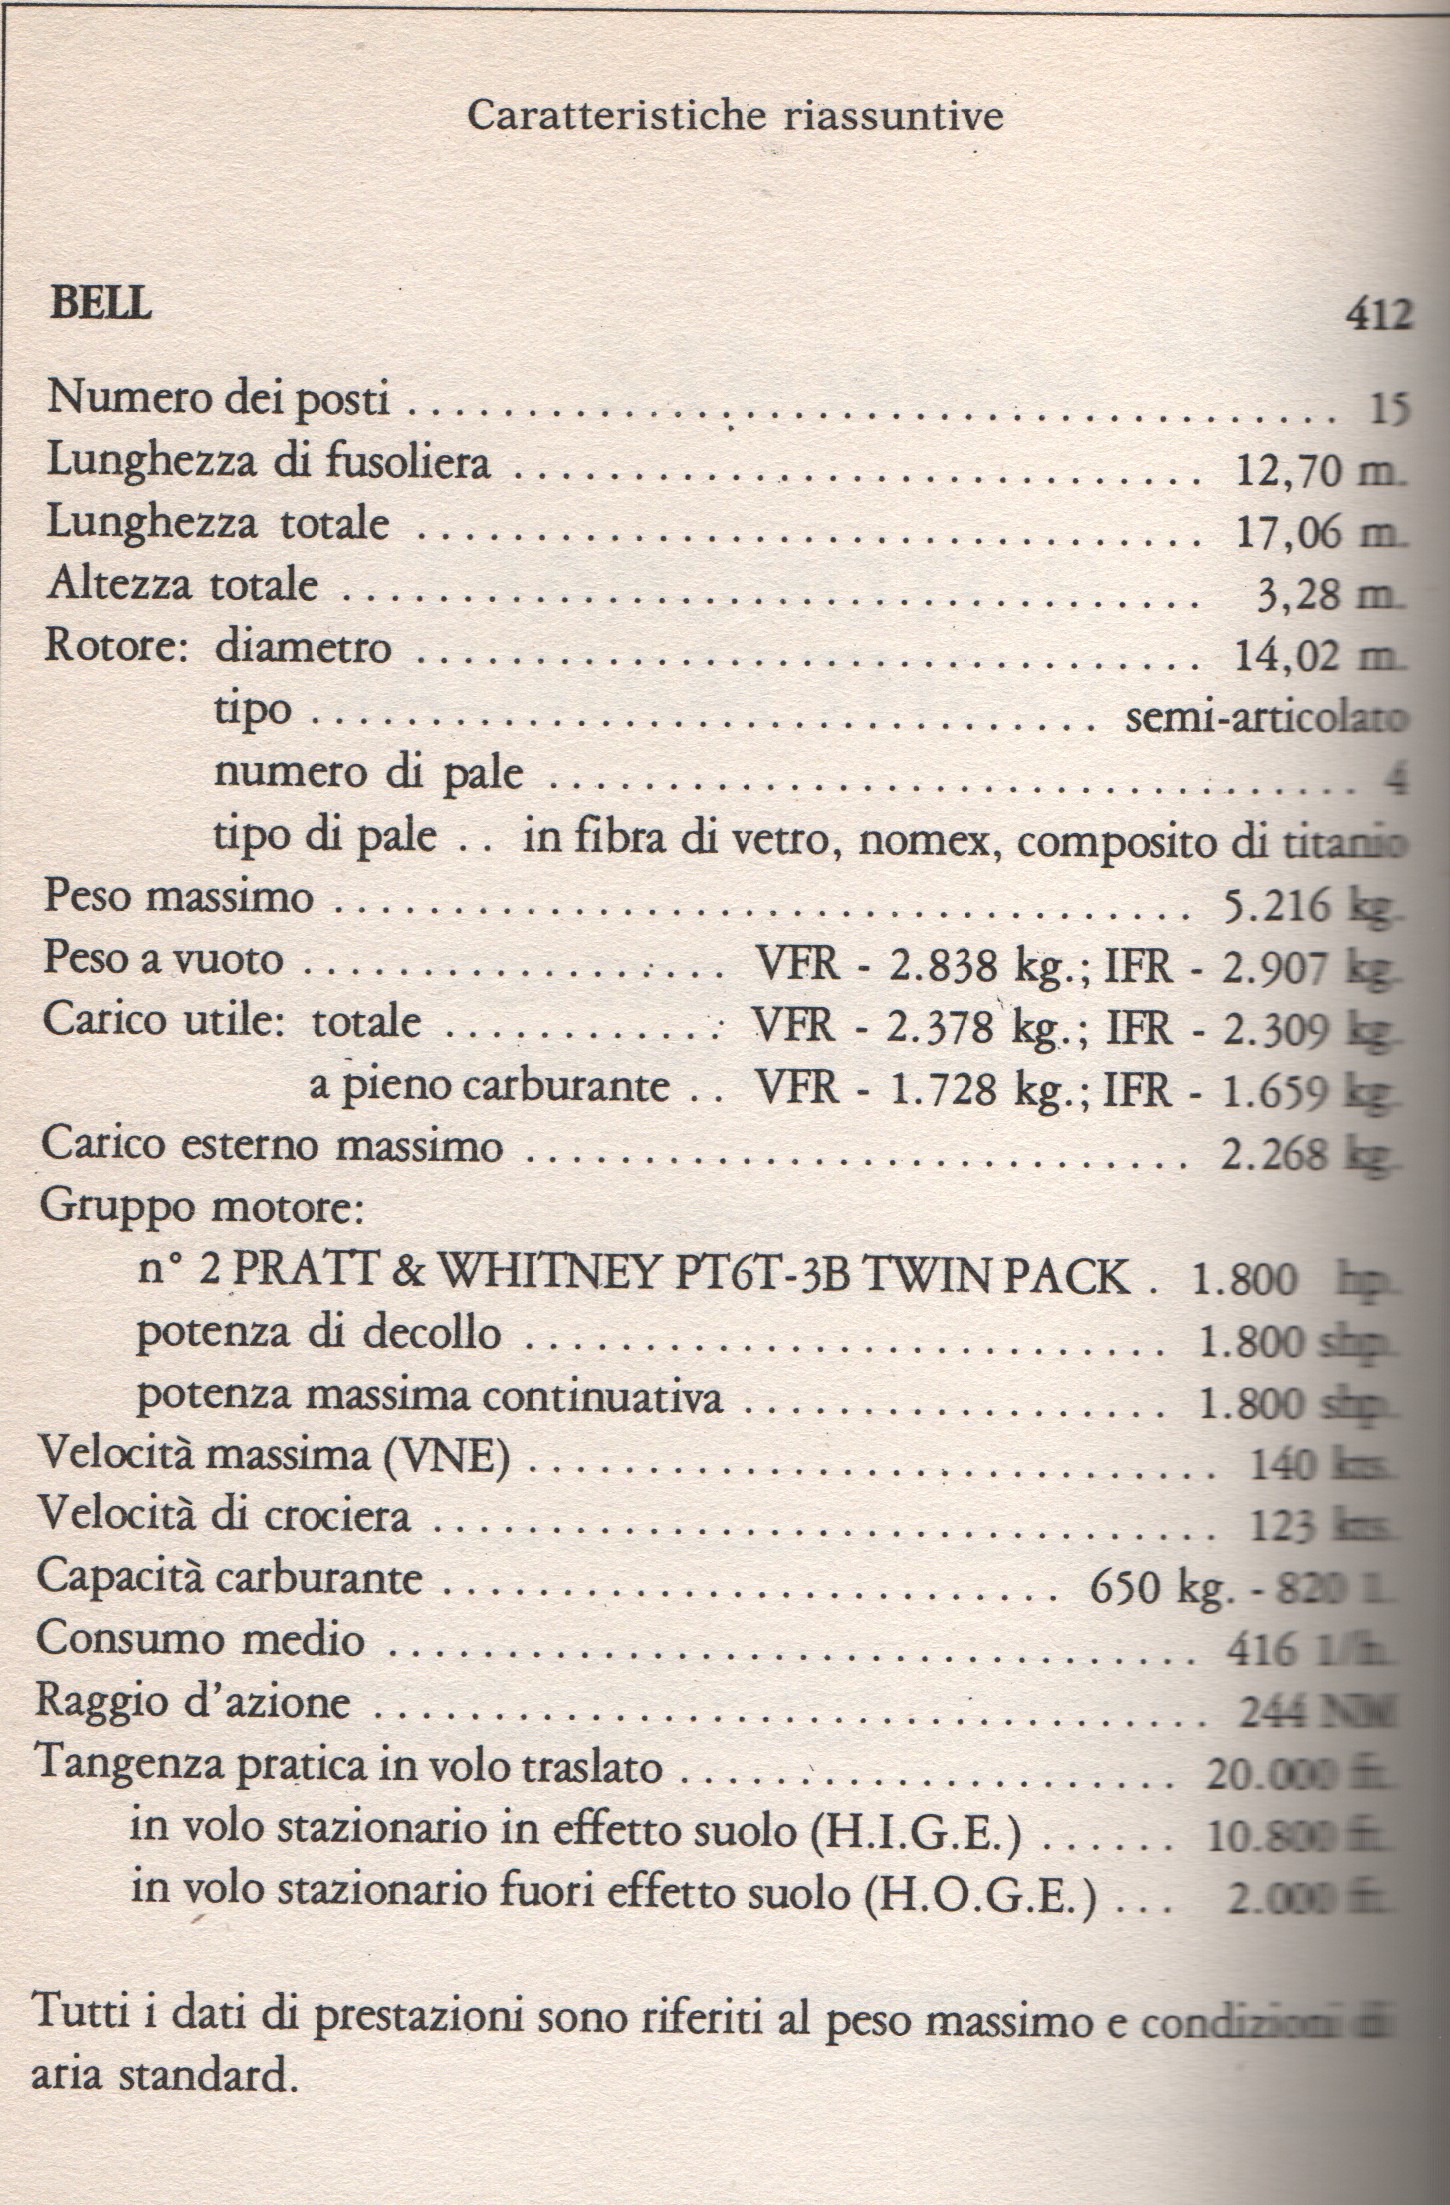 Caratteristiche riassuntive
BELL 412
Numero dei posti ........................................ 15
Lunghezza di fusoliera .............................. 12,70 m.
Lunghezza totale .................................. 17,06 m.
Altezza totale ..................................... 3,28 m.
Rotore: diametro .................................. 14,02 m.
tipo .................................. semi-articolato
numero di pale ................................... 4
tipo di pale .. in fibra di vetro, nomex, composito di titanio
Peso massimo .................................... 5.216 kg.
Peso a vuoto .................. VFR - 2.838 kg.; IFR - 2.907 kg.
Carico utile: totale ............ VFR - 2.378 kg.; IFR - 2.309 kg.
a pieno carburante .. VFR - 1.728 kg.; IFR - 1.659 kg.
Carico esterno massimo ............................ 2.268 kg.
Gruppo motore:
n° 2 PRATT & WHITNEY PT6T-3B TWIN PACK . 1.800 hp.
potenza di decollo ........................... 1.800 shp.
potenza massima continuativa .................. 1.800 shp.
Velocità massima (VNE) ............................. 140 kts.
Velocità di crociera ................................. 123 kts.
Capacità carburante .......................... 650 kg. - 820 l.
Consumo medio .................................. 416 l/h.
Raggio d'azione ................................... 244 NM
Tangenza pratica in volo traslato ..................... 20.000 ft.
in volo stazionario in effetto suolo (H.I.G.E.) ...... 10.800 ft.
in volo stazionario fuori effetto suolo (H.O.G.E.) ... 2.000 ft.
Tutti i dati di prestazioni sono riferiti al peso massimo e condizioni di
aria standard.